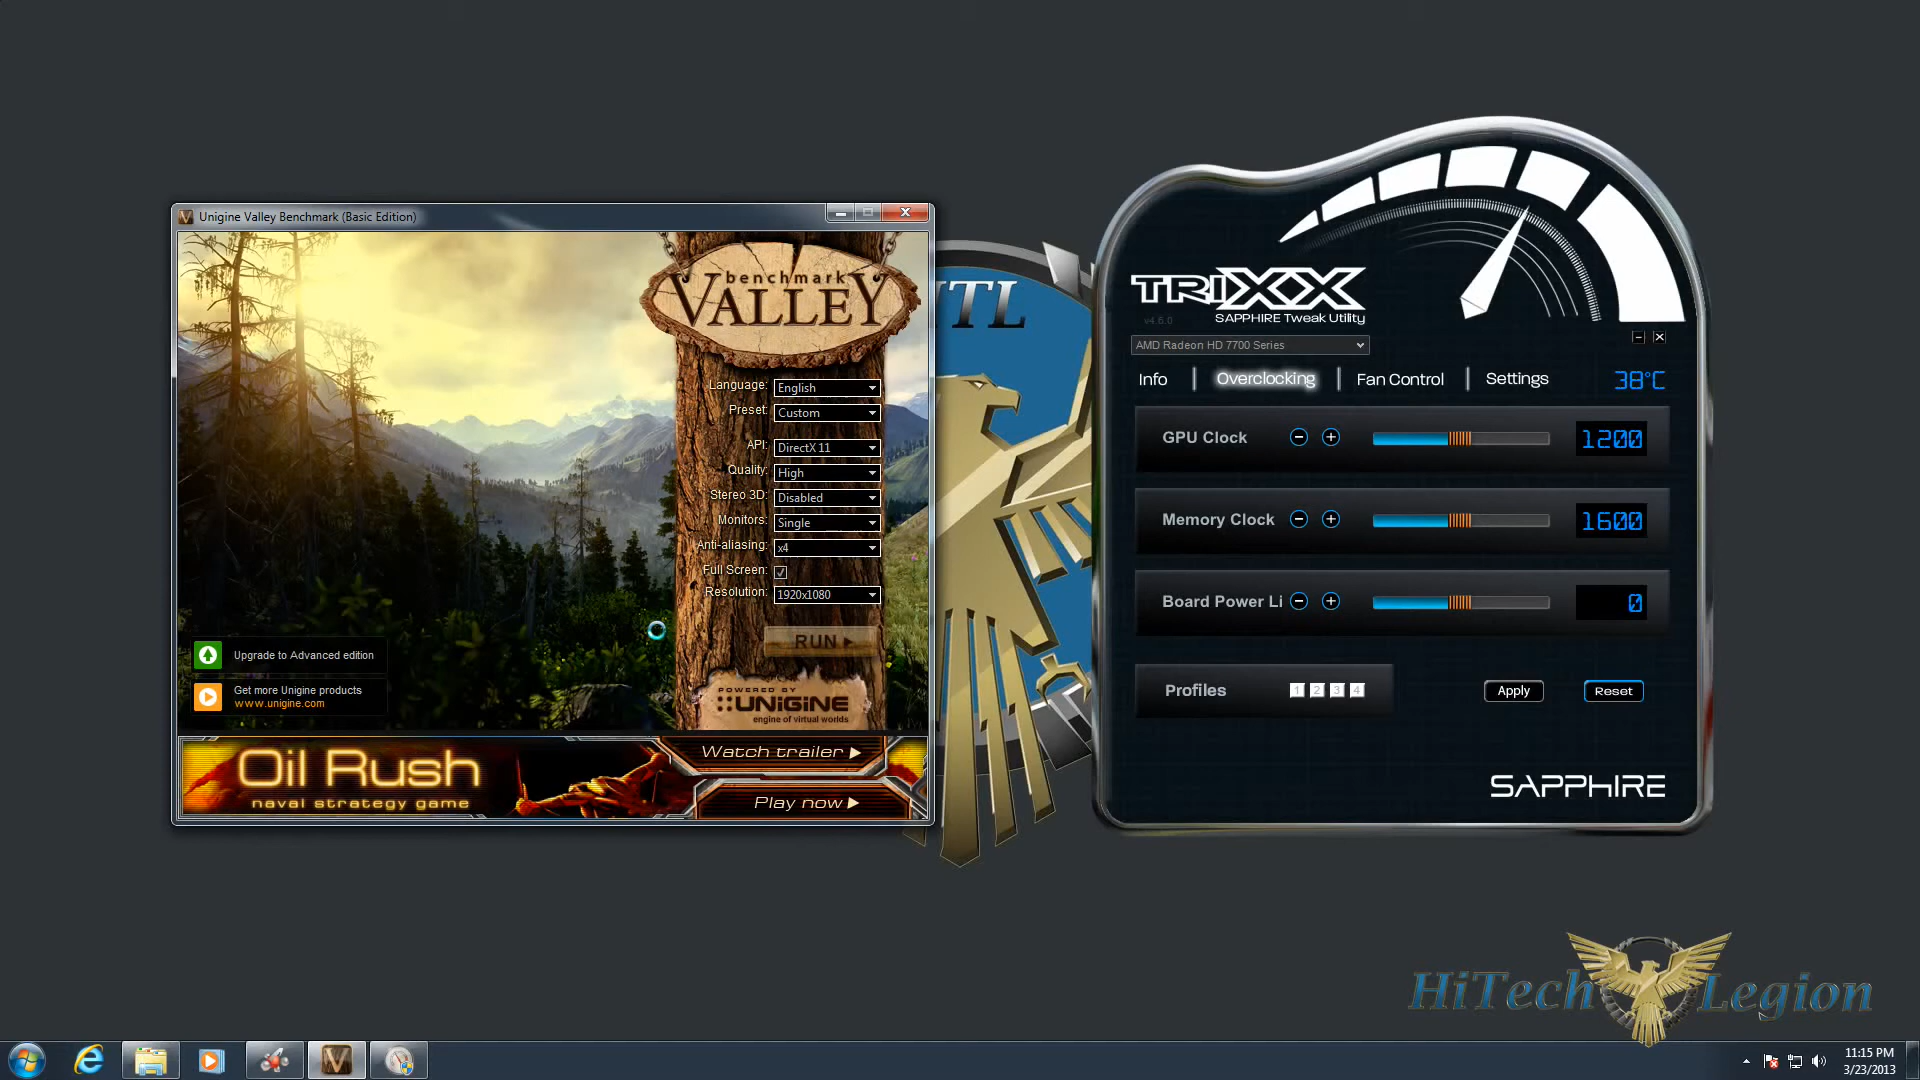 Unigine Valley Benchmark (Basic Edition)
benchmark
VALLEY
Language: English
Preset: Custom
API: DirectX 11
Quality: High
Stereo 3D: Disabled
Monitors: Single
Anti-aliasing: x4
Full Screen:
Resolution: 1920x1080
RUN
Upgrade to Advanced edition
Get more Unigine products
www.unigine.com
POWERED BY
UNIGINE
engine of virtual worlds
Oil Rush
naval strategy game
Watch trailer
Play now
HTL
TRIXX
v4.6.0
SAPPHIRE Tweak Utility
AMD Radeon HD 7700 Series
Info
Overclocking
Fan Control
Settings
38°C
GPU Clock
1200
Memory Clock
1600
Board Power Li
0
Profiles
1 2 3 4
Apply
Reset
SAPPHIRE
HiTech Legion
11:15 PM
3/23/2013